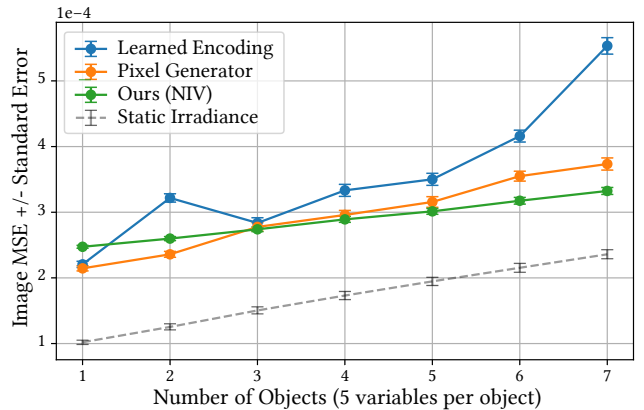 1e−4
Image MSE +/- Standard Error
5
4
3
2
1
Learned Encoding
Pixel Generator
Ours (NIV)
Static Irradiance
1 2 3 4 5 6 7
Number of Objects (5 variables per object)